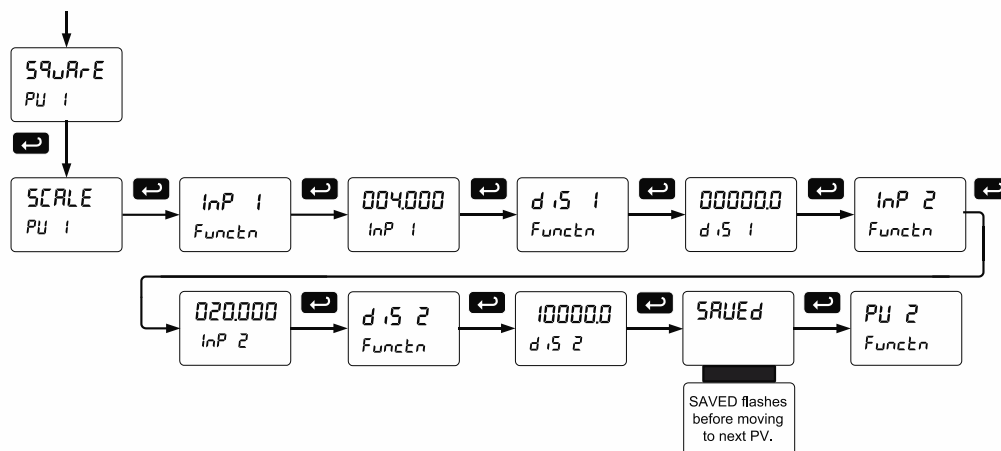 SQuArE
PV 1
SCALE
PV 1
InP 1
Functn
004.000
InP 1
diS 1
Functn
00000.0
diS 1
InP 2
Functn
020.000
InP 2
diS 2
Functn
10000.0
diS 2
SAVEd
PV 2
Functn
SAVED flashes
before moving
to next PV.